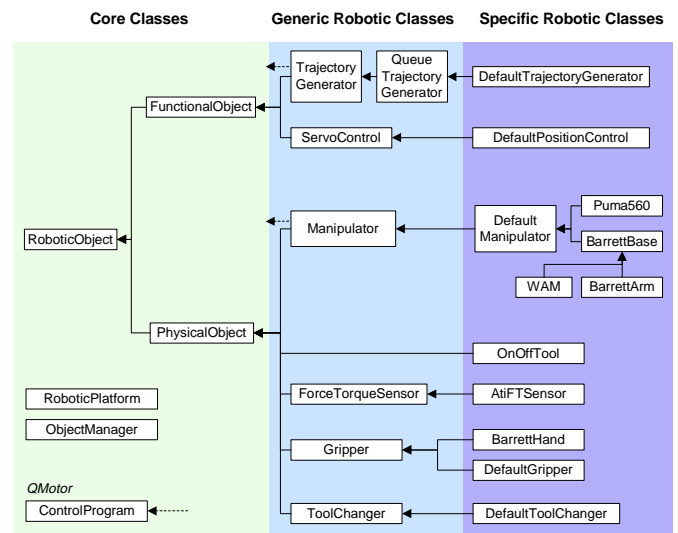 Core Classes
Generic Robotic Classes
Specific Robotic Classes
Trajectory
Generator
Queue
Trajectory
Generator
DefaultTrajectoryGenerator
FunctionalObject
ServoControl
DefaultPositionControl
Manipulator
Default
Manipulator
Puma560
BarrettBase
RoboticObject
WAM
BarrettArm
PhysicalObject
OnOffTool
RoboticPlatform
ForceTorqueSensor
AtiFTSensor
ObjectManager
Gripper
BarrettHand
DefaultGripper
QMotor
ControlProgram
ToolChanger
DefaultToolChanger